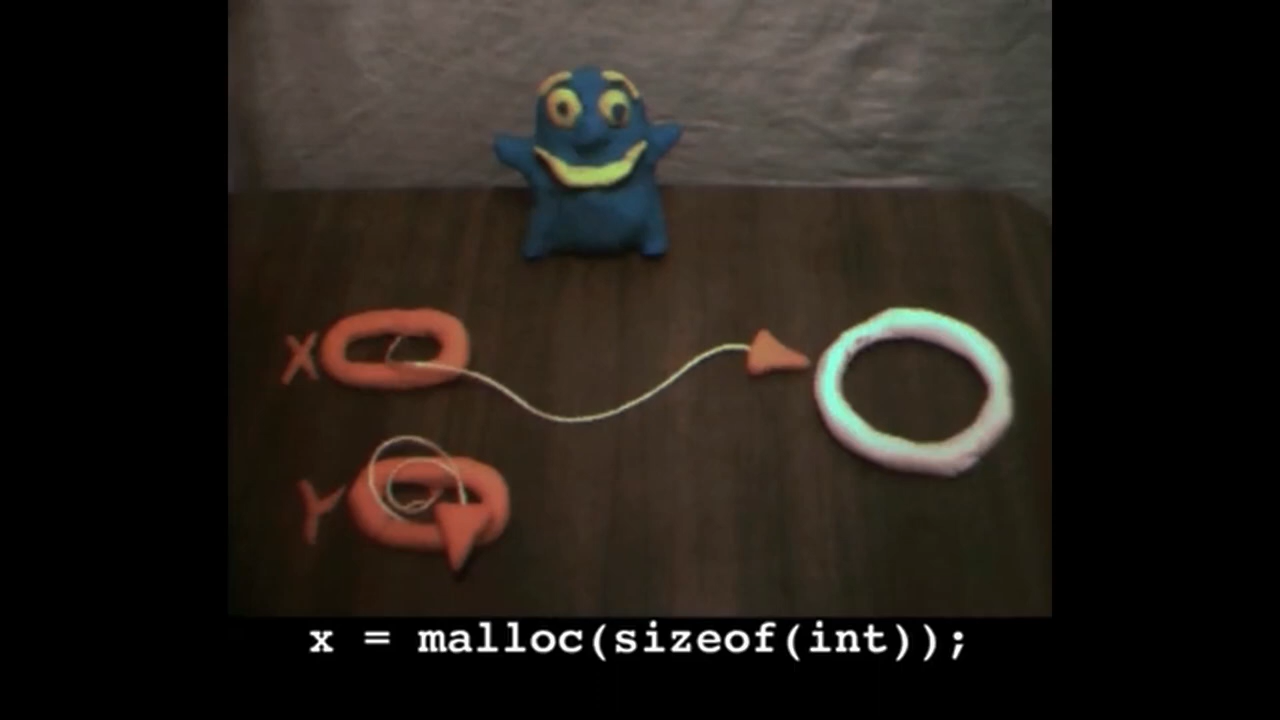 X
Y
x = malloc(sizeof(int));